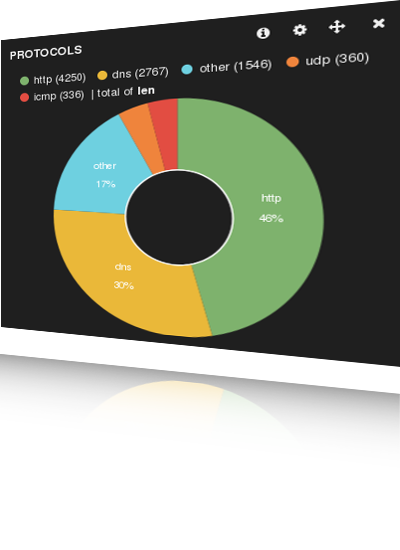 PROTOCOLS
http (4250) dns (2767) other (1546) udp (360)
icmp (336) | total of len
other
17%
http
46%
dns
30%